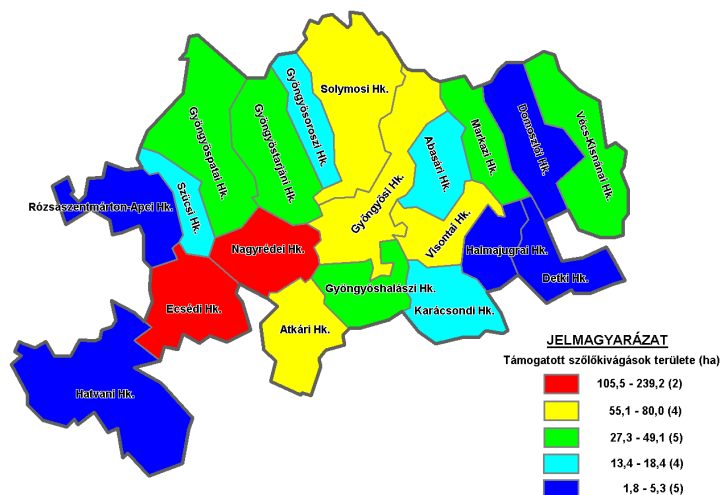 Solymosi Hk.
Gyöngyösoroszi Hk.
Gyöngyöstarjáni Hk.
Gyöngyöspatai Hk.
Markazi Hk.
Domoszlói Hk.
Vécs-Kisnánai Hk.
Abasári Hk.
Szücsi Hk.
Rózsaszentmárton-Apci Hk.
Gyöngyösi Hk.
Visontai Hk.
Nagyrédei Hk.
Halmajugrai Hk.
Detki Hk.
Gyöngyöshalászi Hk.
Ecsédi Hk.
Karácsondi Hk.
Atkári Hk.
Hatvani Hk.
JELMAGYARÁZAT
Támogatott szőlőkivágások területe (ha)
105,5 - 239,2 (2)
55,1 - 80,0 (4)
27,3 - 49,1 (5)
13,4 - 18,4 (4)
1,8 - 5,3 (5)